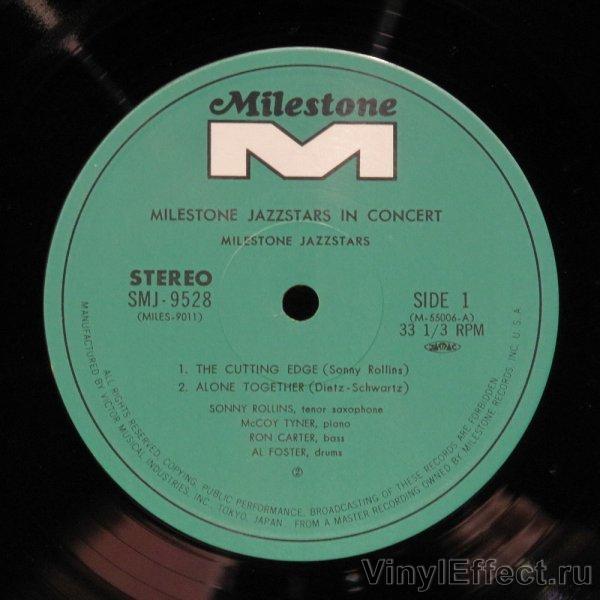 Milestone
M
MILESTONE JAZZSTARS IN CONCERT
MILESTONE JAZZSTARS
STEREO
SMJ-9528
(MILES-9011)
SIDE 1
(M-55006-A)
33 1/3 RPM
1. THE CUTTING EDGE (Sonny Rollins)
2. ALONE TOGETHER (Dietz-Schwartz)
SONNY ROLLINS, tenor saxophone
McCOY TYNER, piano
RON CARTER, bass
AL FOSTER, drums
②
ALL RIGHTS RESERVED. COPYING, PUBLIC PERFORMANCE, BROADCASTING OF THESE RECORDS ARE FORBIDDEN.
MANUFACTURED BY VICTOR MUSICAL INDUSTRIES, INC. TOKYO, JAPAN. FROM A MASTER RECORDING OWNED BY MILESTONE RECORDS INC. U.S.A.
VinylEffect.ru